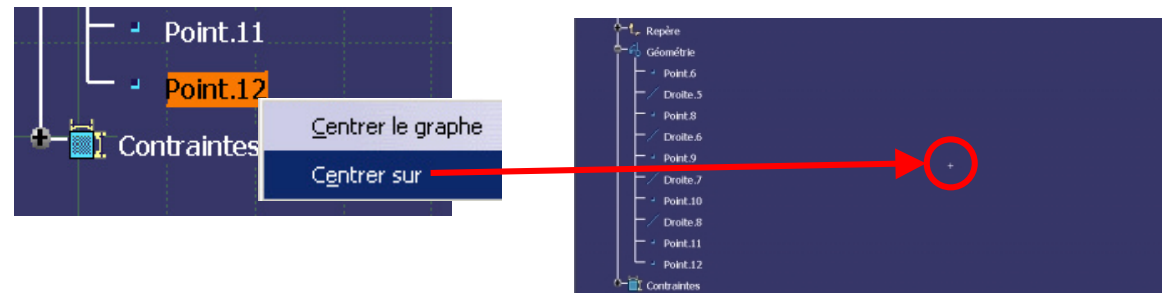 Point.11
Point.12
Contraintes
Centrer le graphe
Centrer sur
Repère
Géométrie
Point.6
Droite.5
Point.8
Droite.6
Point.9
Droite.7
Point.10
Droite.8
Point.11
Point.12
Contraintes